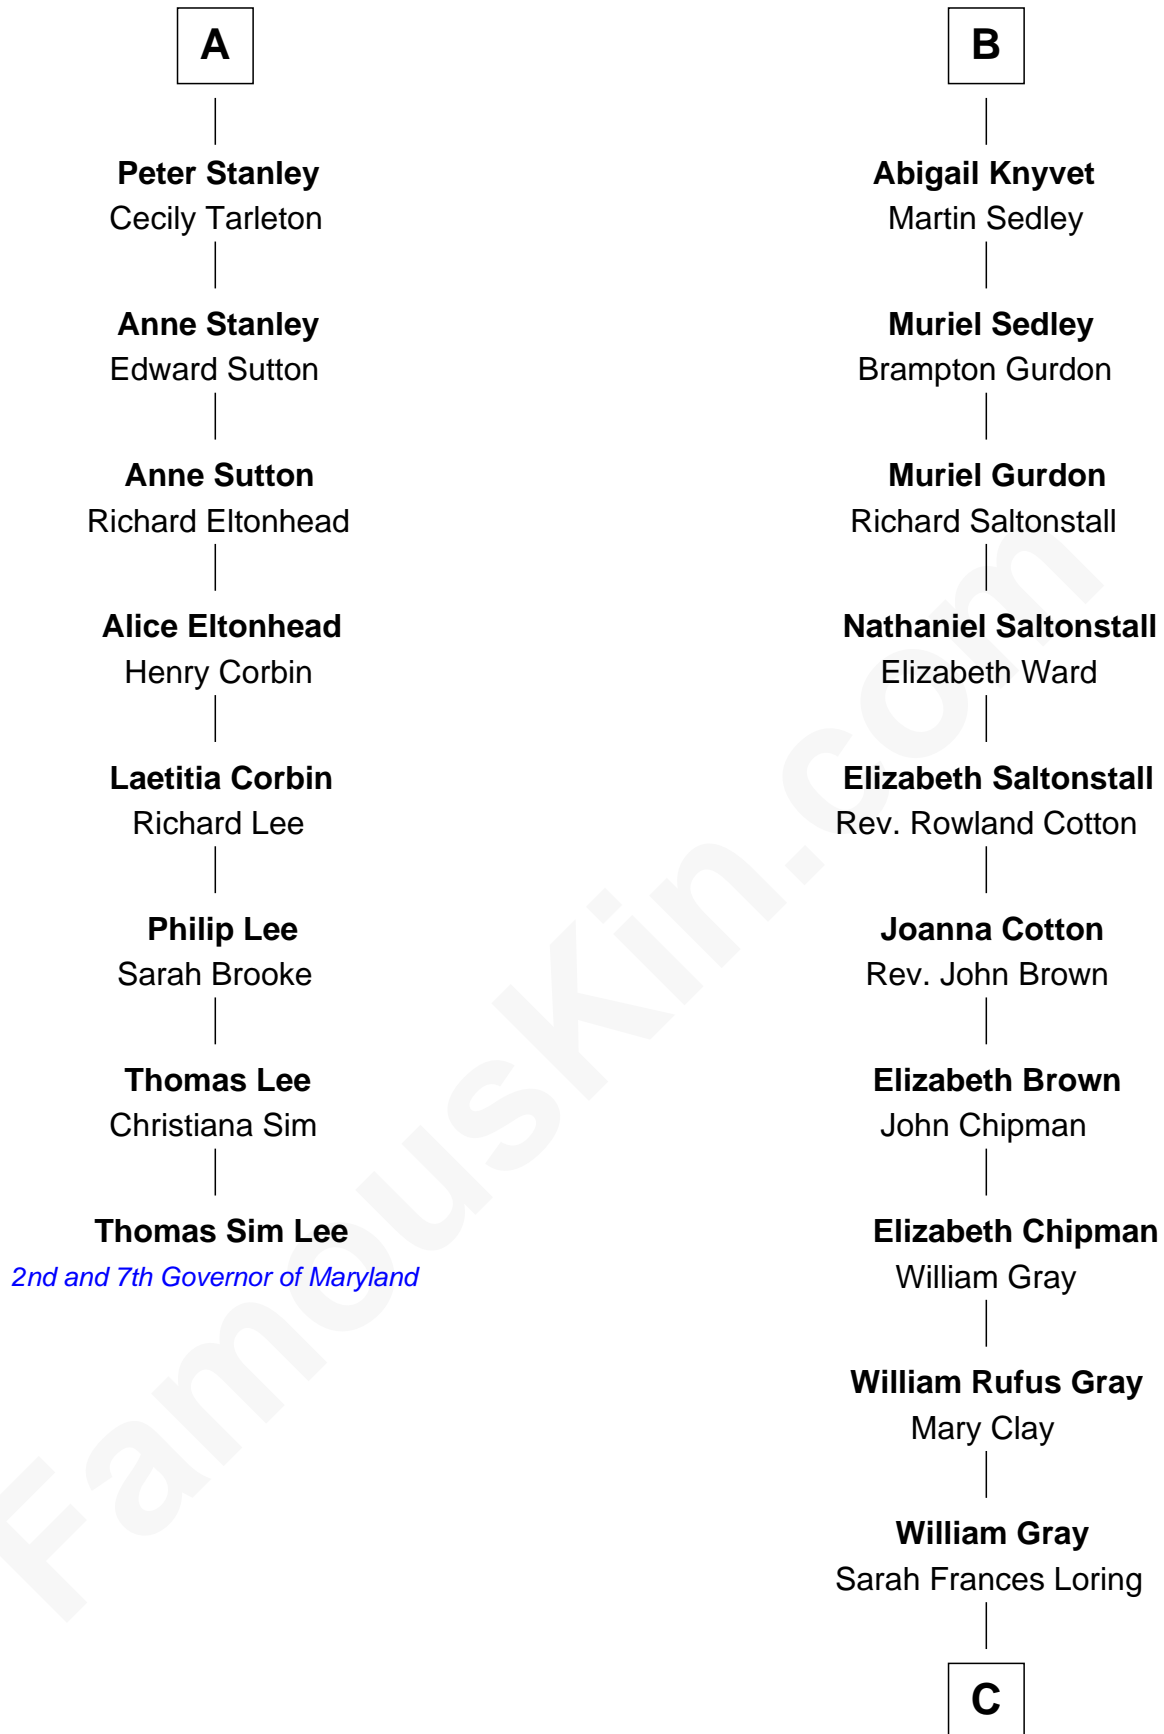 A
Peter Stanley
Cecily Tarleton
Anne Stanley
Edward Sutton
Anne Sutton
Richard Eltonhead
Alice Eltonhead
Henry Corbin
Laetitia Corbin
Richard Lee
Philip Lee
Sarah Brooke
Thomas Lee
Christiana Sim
Thomas Sim Lee
2nd and 7th Governor of Maryland
B
Abigail Knyvet
Martin Sedley
Muriel Sedley
Brampton Gurdon
Muriel Gurdon
Richard Saltonstall
Nathaniel Saltonstall
Elizabeth Ward
Elizabeth Saltonstall
Rev. Rowland Cotton
Joanna Cotton
Rev. John Brown
Elizabeth Brown
John Chipman
Elizabeth Chipman
William Gray
William Rufus Gray
Mary Clay
William Gray
Sarah Frances Loring
C
FamousKin.com